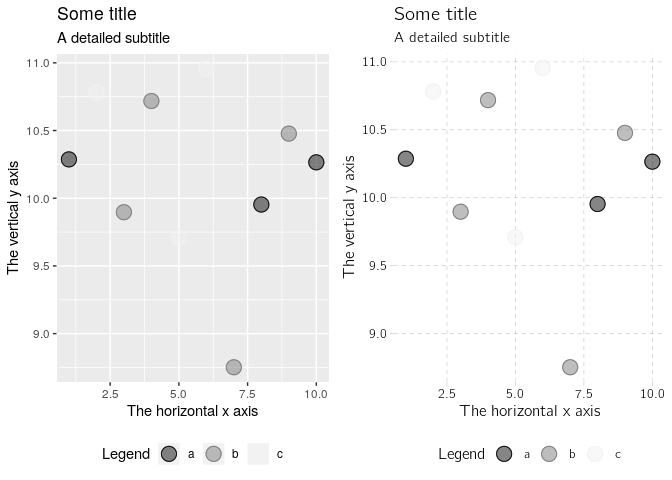 Some title
A detailed subtitle
11.0
10.5
10.0
9.5
9.0
The vertical y axis
2.5 5.0 7.5 10.0
The horizontal x axis
Legend a b c
Some title
A detailed subtitle
11.0
10.5
10.0
9.5
9.0
The vertical y axis
2.5 5.0 7.5 10.0
The horizontal x axis
Legend a b c